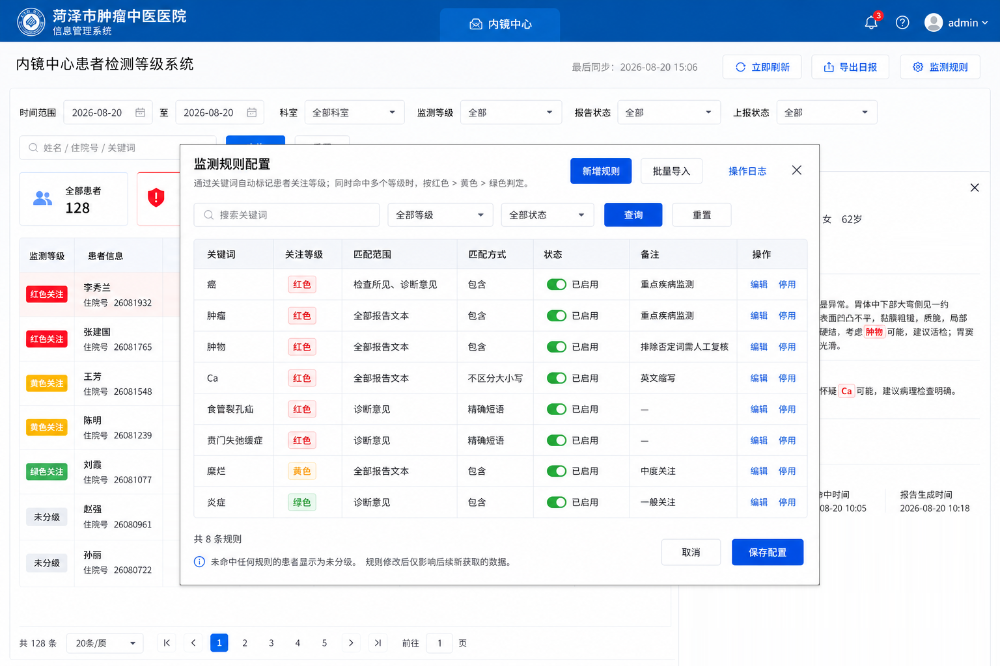 菏泽市肿瘤中医医院
信息管理系统
内镜中心
3
admin
内镜中心患者检测等级系统
最后同步：2026-08-20 15:06
立即刷新
导出日报
监测规则
时间范围 2026-08-20 至 2026-08-20 科室 全部科室 监测等级 全部 报告状态 全部 上报状态 全部
姓名 / 住院号 / 关键词
全部患者
128
监测等级 患者信息
红色关注 李秀兰
住院号 26081932
红色关注 张建国
住院号 26081765
黄色关注 王芳
住院号 26081548
黄色关注 陈明
住院号 26081239
绿色关注 刘霞
住院号 26081077
未分级 赵强
住院号 26080961
未分级 孙丽
住院号 26080722
监测规则配置
通过关键词自动标记患者关注等级；同时命中多个等级时，按红色 > 黄色 > 绿色判定。
新增规则 批量导入 操作日志
搜索关键词 全部等级 全部状态 查询 重置
关键词 关注等级 匹配范围 匹配方式 状态 备注 操作
癌 红色 检查所见、诊断意见 包含 已启用 重点疾病监测 编辑 停用
肿瘤 红色 全部报告文本 包含 已启用 重点疾病监测 编辑 停用
肿物 红色 全部报告文本 包含 已启用 排除否定词需人工复核 编辑 停用
Ca 红色 全部报告文本 不区分大小写 已启用 英文缩写 编辑 停用
食管裂孔疝 红色 诊断意见 精确短语 已启用 — 编辑 停用
贲门失弛缓症 红色 诊断意见 精确短语 已启用 — 编辑 停用
糜烂 黄色 全部报告文本 包含 已启用 中度关注 编辑 停用
炎症 绿色 诊断意见 包含 已启用 一般关注 编辑 停用
共 8 条规则
未命中任何规则的患者显示为未分级。 规则修改后仅影响后续新获取的数据。
取消 保存配置
女 62岁
显异常。胃体中下部大弯侧见一约
表面凹凸不平，黏膜粗糙，质脆，局部
硬结，考虑 肿物 可能，建议活检；胃窦
光滑。
怀疑 Ca 可能，建议病理检查明确。
命中时间 报告生成时间
08-20 10:05 2026-08-20 10:18
共 128 条 20条/页 1 2 3 4 5 前往 1 页